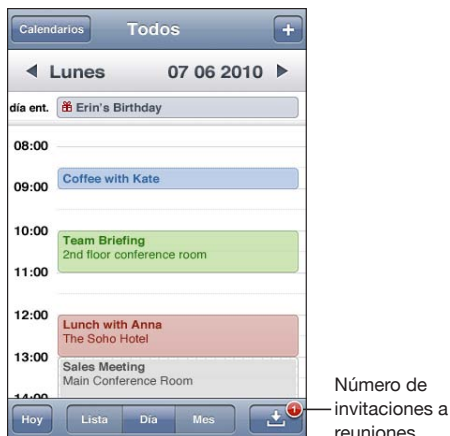 Calendarios Todos +
Lunes 07 06 2010
día ent. Erin's Birthday
08:00
Coffee with Kate
09:00
10:00
Team Briefing
2nd floor conference room
11:00
12:00
Lunch with Anna
The Soho Hotel
13:00
Sales Meeting
Main Conference Room
14:00
Hoy Lista Día Mes 1
Número de
invitaciones a
reuniones